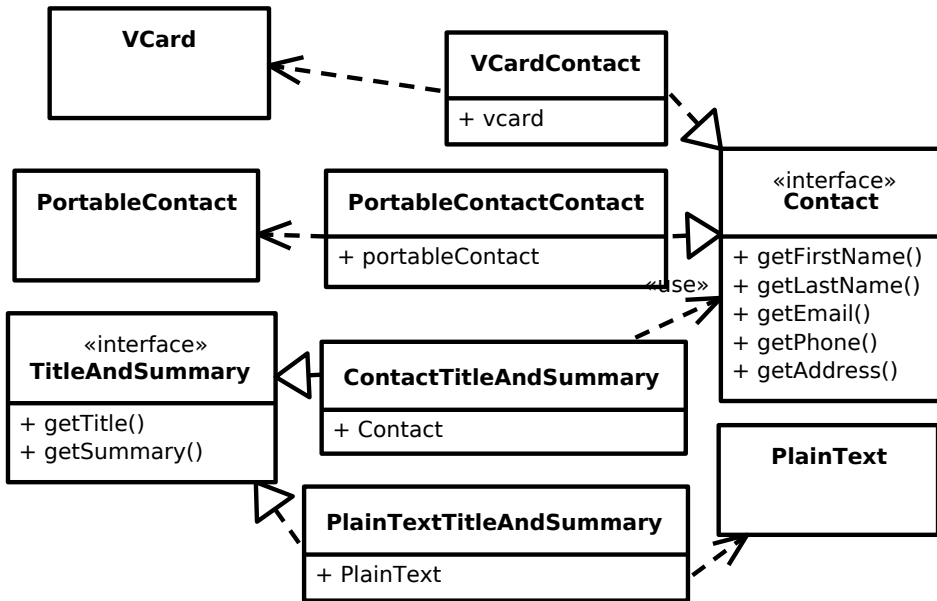 VCard
VCardContact
+ vcard
«interface»
Contact
+ getFirstName()
+ getLastName()
+ getEmail()
+ getPhone()
+ getAddress()
PortableContact
PortableContactContact
+ portableContact
«use»
«interface»
TitleAndSummary
+ getTitle()
+ getSummary()
ContactTitleAndSummary
+ Contact
PlainText
PlainTextTitleAndSummary
+ PlainText